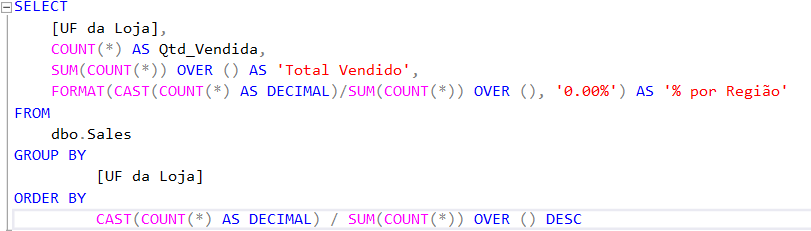 SELECT
[UF da Loja],
COUNT(*) AS Qtd_Vendida,
SUM(COUNT(*)) OVER () AS 'Total Vendido',
FORMAT(CAST(COUNT(*) AS DECIMAL)/SUM(COUNT(*)) OVER (), '0.00%') AS '% por Região'
FROM
dbo.Sales
GROUP BY
[UF da Loja]
ORDER BY
CAST(COUNT(*) AS DECIMAL) / SUM(COUNT(*)) OVER () DESC